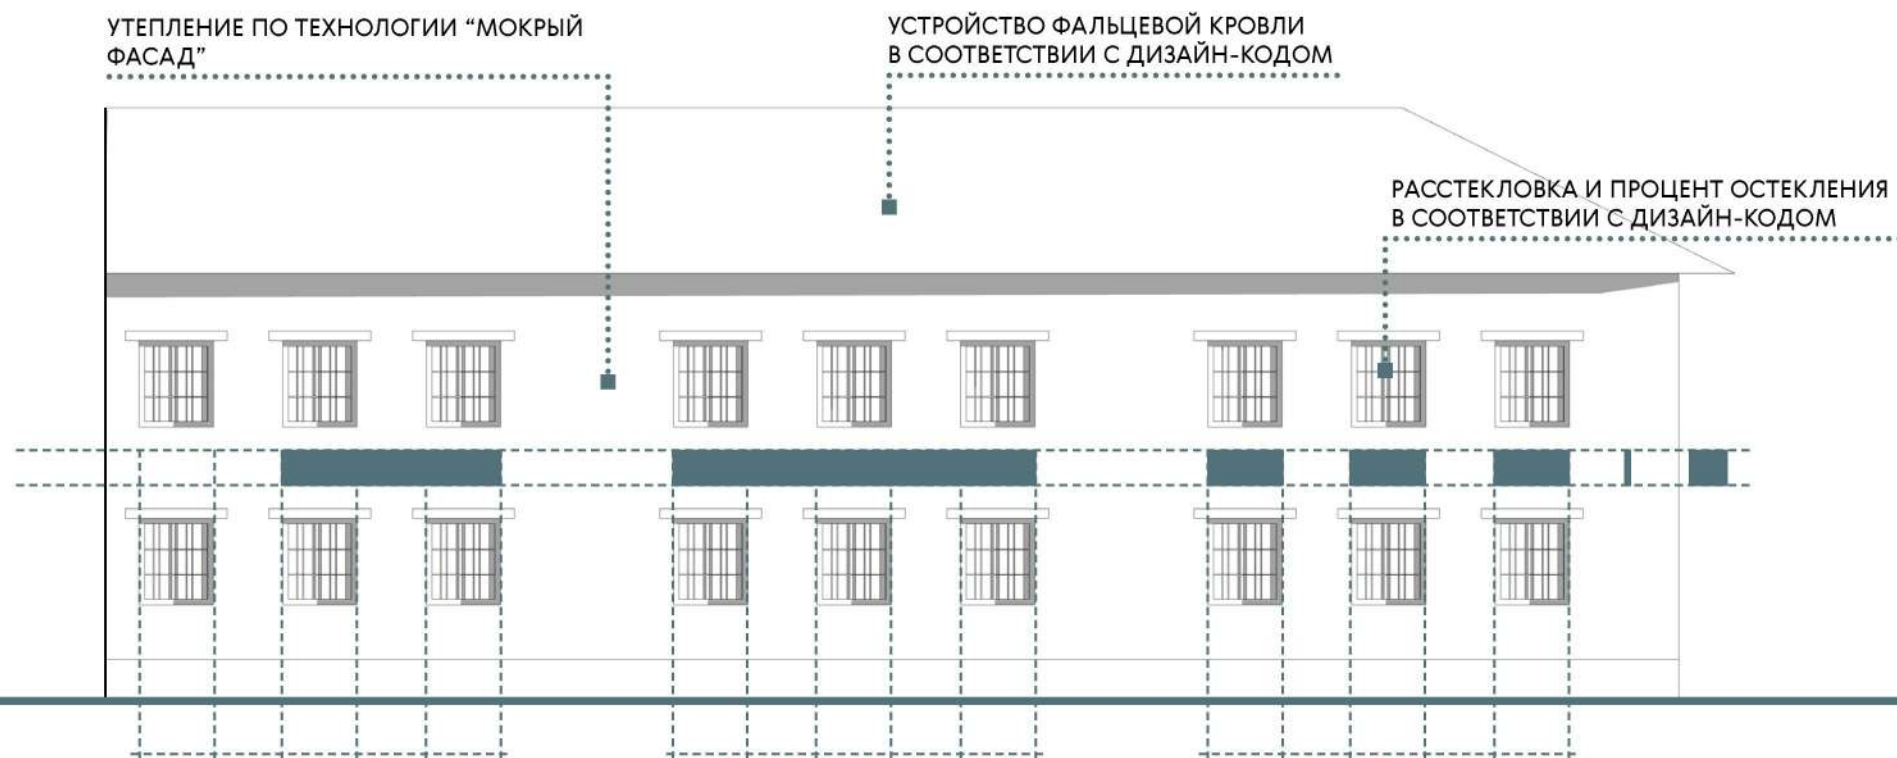 УТЕПЛЕНИЕ ПО ТЕХНОЛОГИИ “МОКРЫЙ
ФАСАД”
УСТРОЙСТВО ФАЛЬЦЕВОЙ КРОВЛИ
В СООТВЕТСТВИИ С ДИЗАЙН-КОДОМ
РАССТЕКЛОВКА И ПРОЦЕНТ ОСТЕКЛЕНИЯ
В СООТВЕТСТВИИ С ДИЗАЙН-КОДОМ